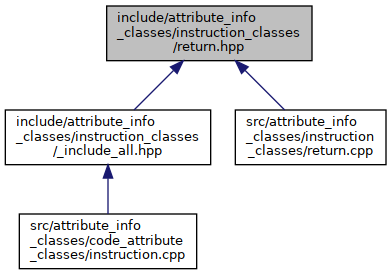 include/attribute_info
_classes/instruction_classes
/return.hpp
include/attribute_info
_classes/instruction_classes
/_include_all.hpp
src/attribute_info
_classes/instruction
_classes/return.cpp
src/attribute_info
_classes/code_attribute
_classes/instruction.cpp